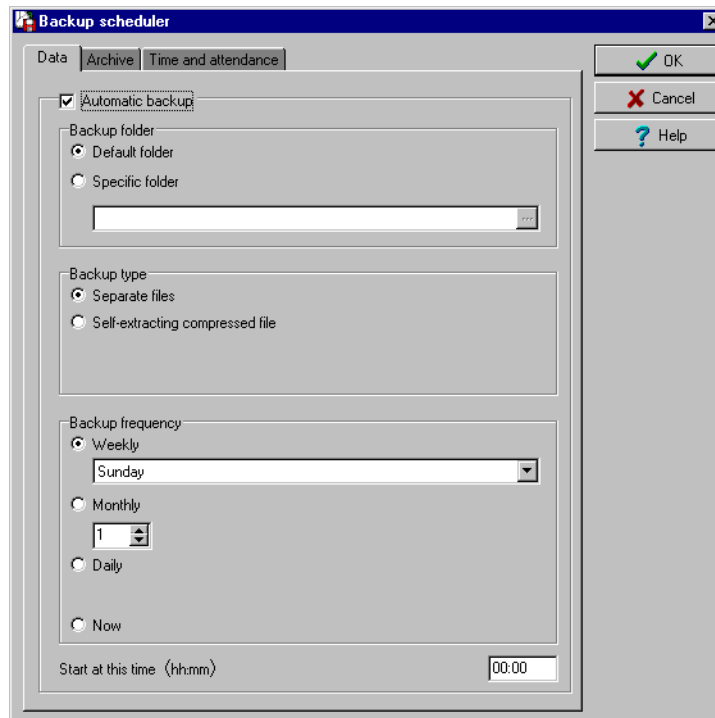 Backup scheduler
Data Archive Time and attendance
OK
Cancel
Help
Automatic backup
Backup folder
Default folder
Specific folder
...
Backup type
Separate files
Self-extracting compressed file
Backup frequency
Weekly
Sunday
Monthly
1
Daily
Now
Start at this time (hh:mm) 00:00